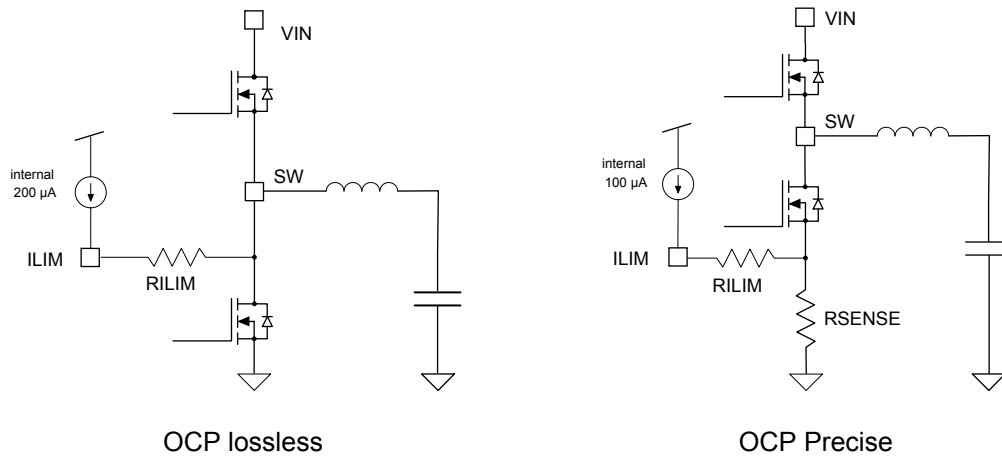 VIN
SW
internal
200 µA
ILIM
RILIM
OCP lossless
VIN
SW
internal
100 µA
ILIM
RILIM
RSENSE
OCP Precise